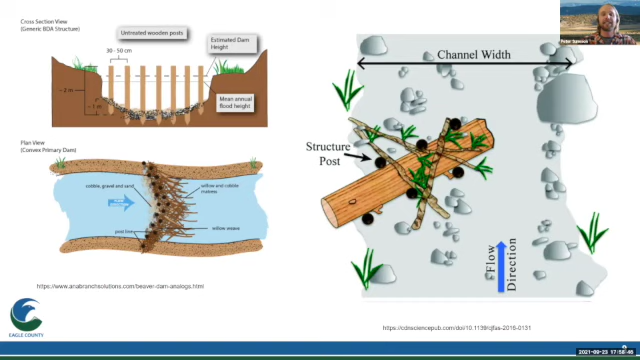 Cross Section View
(Generic BDA Structure)
Untreated wooden posts
30 - 50 cm
Estimated Dam
Height
Mean annual
flood height
~ 2 m
~ 1 m
Plan View
(Convex Primary Dam)
cobble, gravel and sand
willow and cobble
matress
post line
willow weave
https://www.anabranchsolutions.com/beaver-dam-analogs.html
EAGLE COUNTY
Channel Width
Structure
Post
Flow
Direction
https://cdnsciencepub.com/doi/10.1139/cjfas-2016-0131
2021-09-23 17:58:45